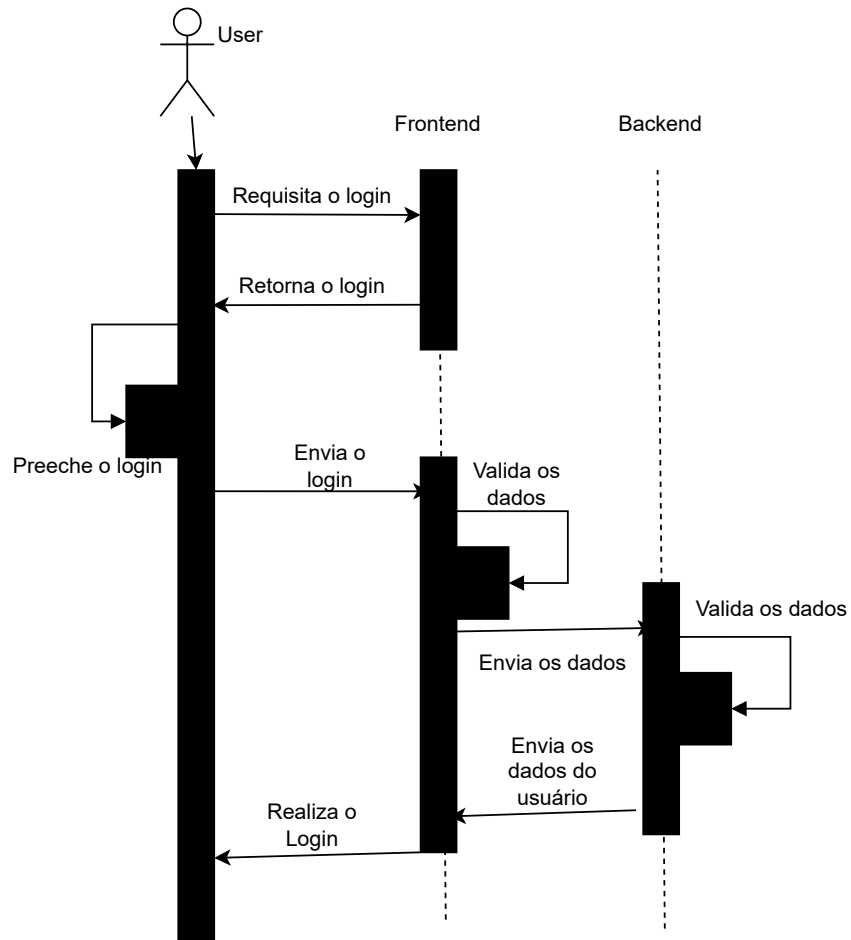 User
Frontend
Backend
Requisita o login
Retorna o login
Preeche o login
Envia o
login
Valida os
dados
Valida os dados
Envia os dados
Envia os
dados do
usuário
Realiza o
Login